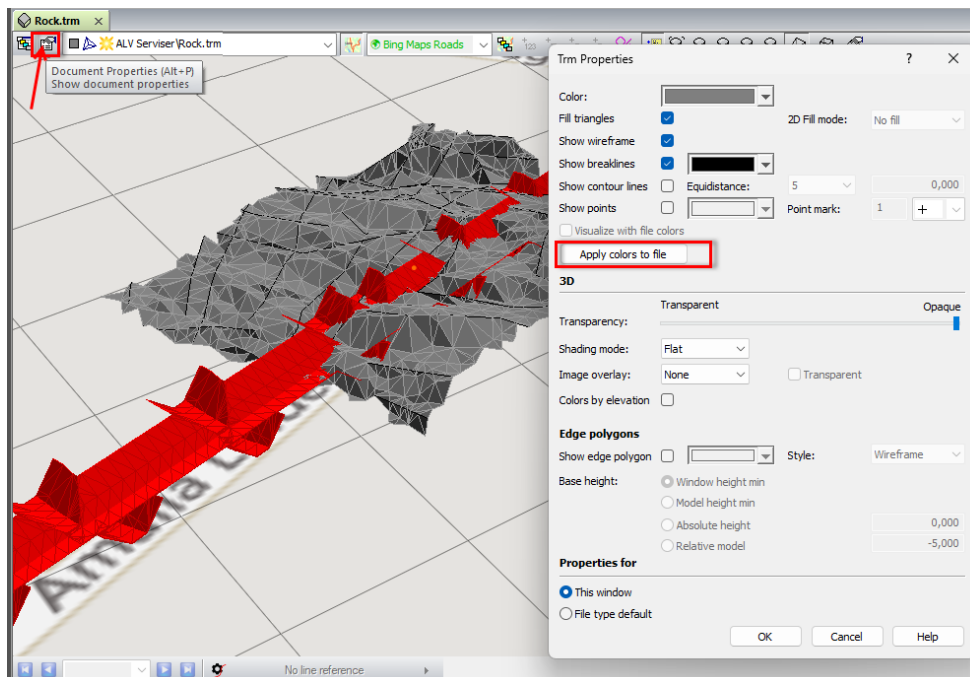 Rock.trm
ALV Serviser\Rock.trm
Bing Maps Roads
Document Properties (Alt+P)
Show document properties
Trm Properties
Color:
Fill triangles
2D Fill mode: No fill
Show wireframe
Show breaklines
Show contour lines Equidistance: 5 0,000
Show points Point mark: 1 +
Visualize with file colors
Apply colors to file
3D
Transparent Opaque
Transparency:
Shading mode: Flat
Image overlay: None Transparent
Colors by elevation
Edge polygons
Show edge polygon Style: Wireframe
Base height: Window height min
Model height min
Absolute height 0,000
Relative model -5,000
Properties for
This window
File type default
OK Cancel Help
No line reference